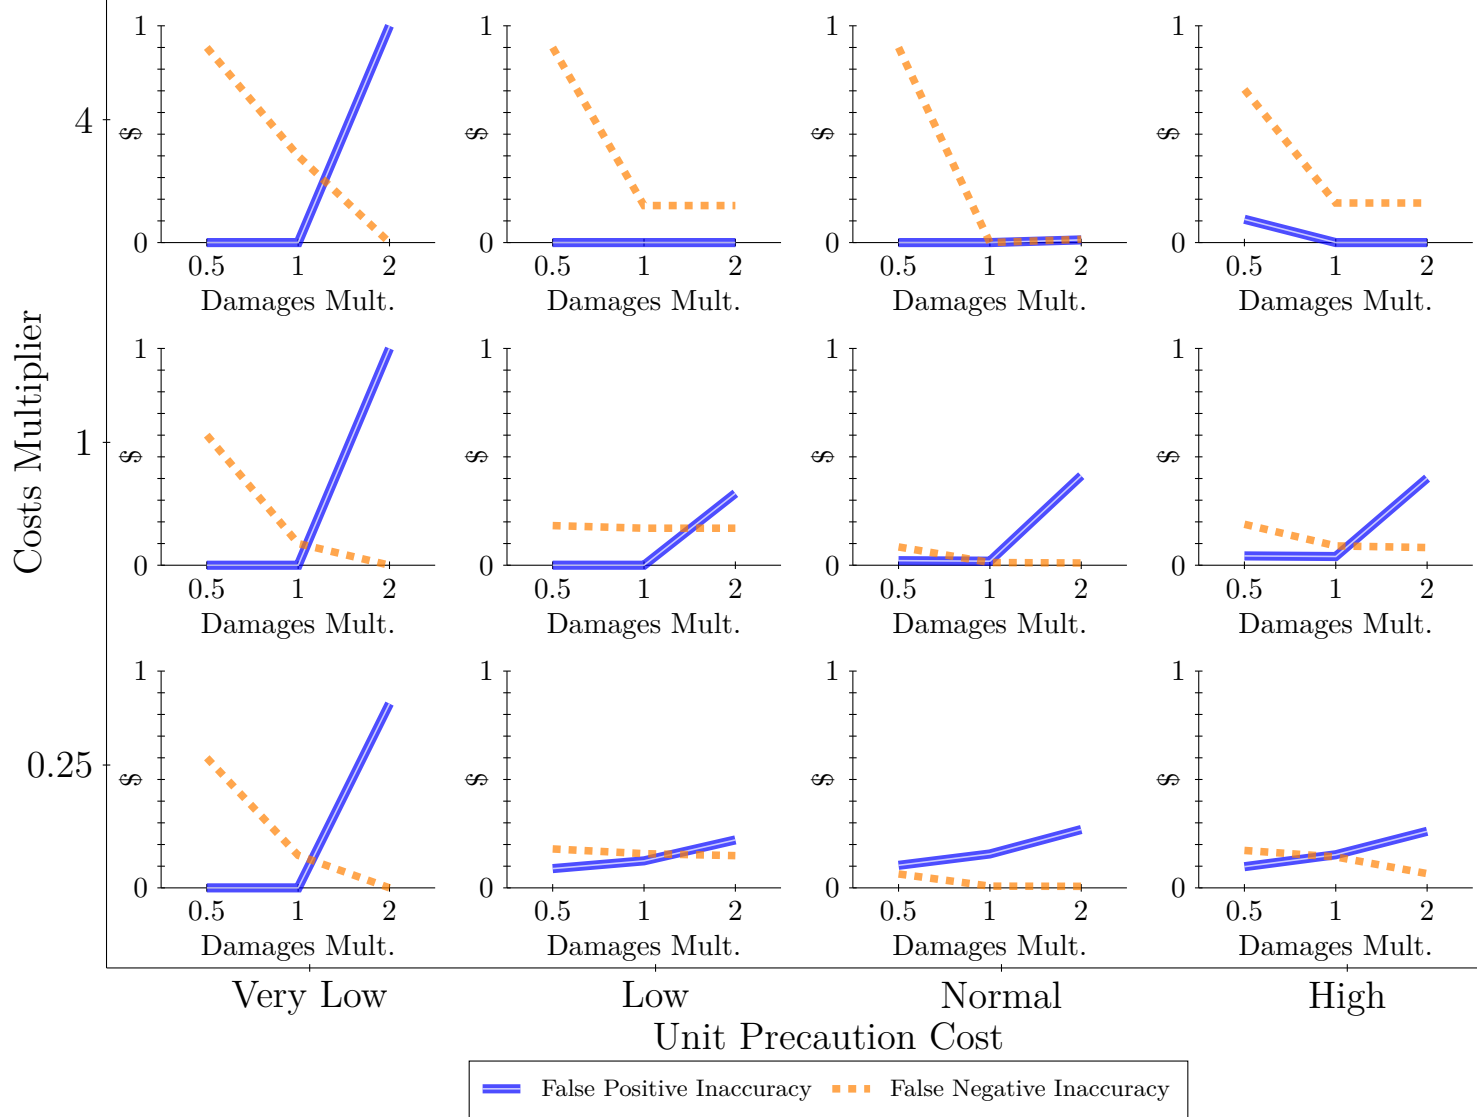 Costs Multiplier
4
1
$
0
0.5 1 2
Damages Mult.
1
$
0
0.5 1 2
Damages Mult.
1
$
0
0.5 1 2
Damages Mult.
1
$
0
0.5 1 2
Damages Mult.
1
1
$
0
0.5 1 2
Damages Mult.
1
$
0
0.5 1 2
Damages Mult.
1
$
0
0.5 1 2
Damages Mult.
1
$
0
0.5 1 2
Damages Mult.
0.25
1
$
0
0.5 1 2
Damages Mult.
1
$
0
0.5 1 2
Damages Mult.
1
$
0
0.5 1 2
Damages Mult.
1
$
0
0.5 1 2
Damages Mult.
Very Low Low Normal High
Unit Precaution Cost
False Positive Inaccuracy False Negative Inaccuracy